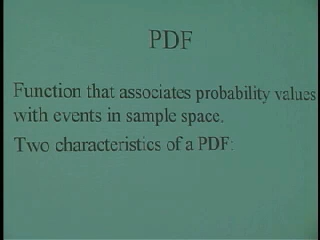 PDF
Function that associates probability values
with events in sample space.
Two characteristics of a PDF: